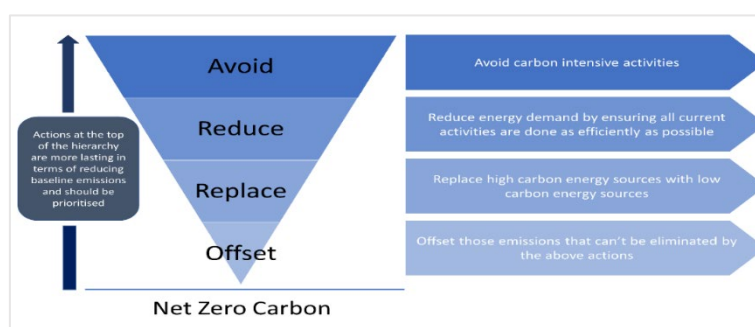 Avoid
Avoid carbon intensive activities
Reduce
Reduce energy demand by ensuring all current
activities are done as efficiently as possible
Actions at the top
of the hierarchy
are more lasting in
terms of reducing
baseline emissions
and should be
prioritised
Replace
Replace high carbon energy sources with low
carbon energy sources
Offset
Offset those emissions that can't be eliminated by
the above actions
Net Zero Carbon